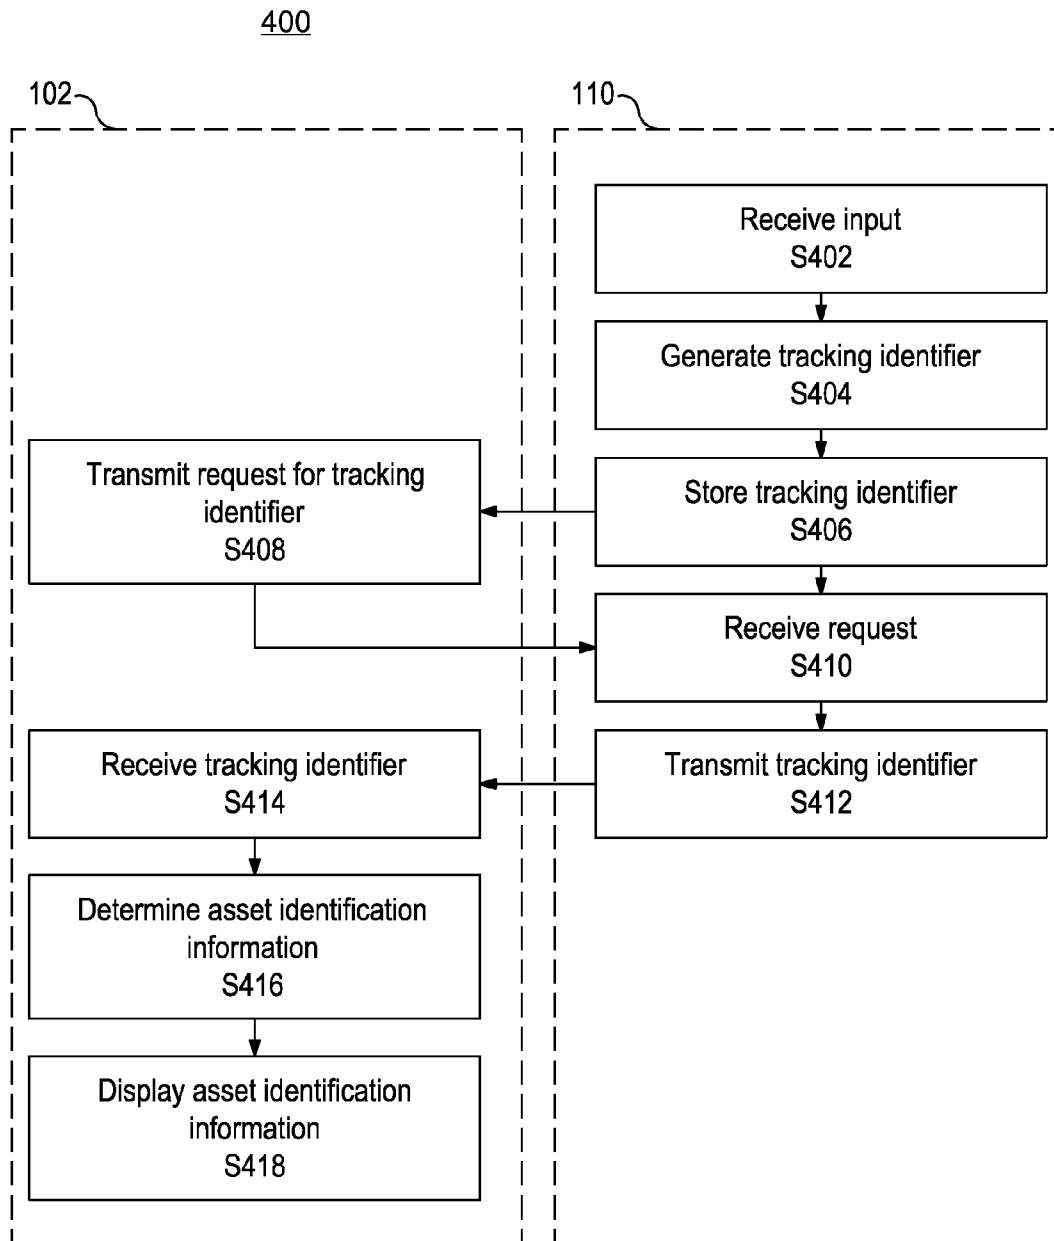 400
102
110
Receive input
S402
Generate tracking identifier
S404
Transmit request for tracking
identifier
S408
Store tracking identifier
S406
Receive request
S410
Receive tracking identifier
S414
Transmit tracking identifier
S412
Determine asset identification
information
S416
Display asset identification
information
S418